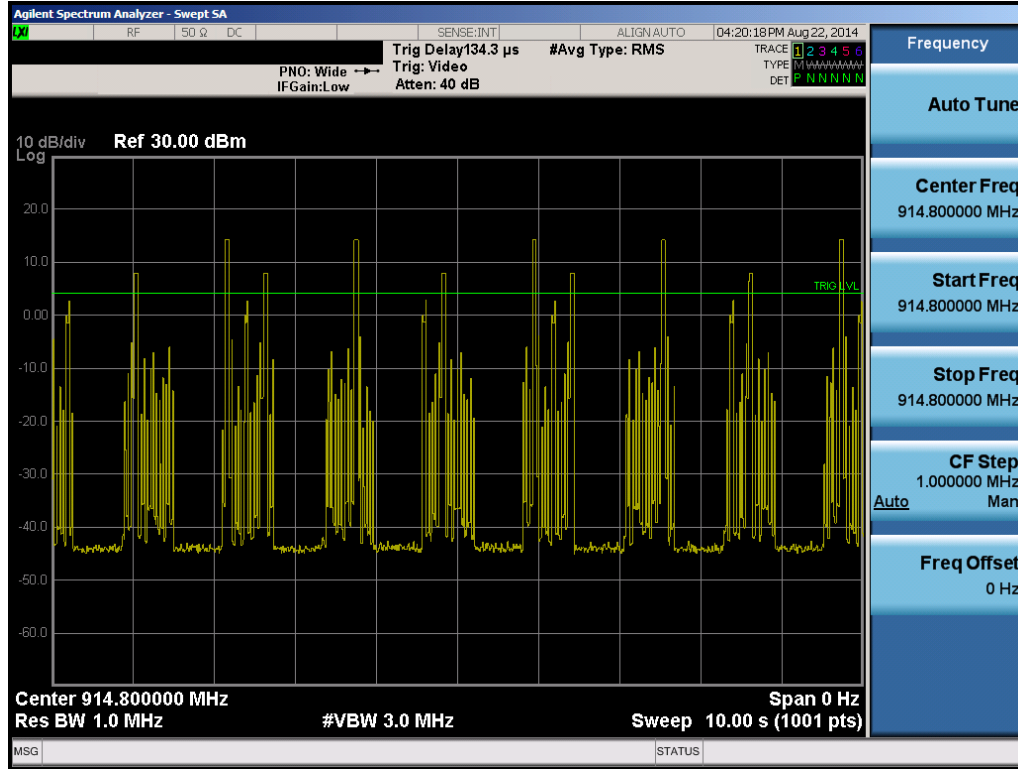 Agilent Spectrum Analyzer - Swept SA
LXI RF 50 Ω DC SENSE:INT ALIGN AUTO 04:20:18 PM Aug 22, 2014
Trig Delay134.3 µs #Avg Type: RMS TRACE 1 2 3 4 5 6
PNO: Wide Trig: Video TYPE M WWWWW
IFGain:Low Atten: 40 dB DET P N N N N N
10 dB/div Ref 30.00 dBm
Log
20.0
10.0
TRIG LVL
0.00
-10.0
-20.0
-30.0
-40.0
-50.0
-60.0
Center 914.800000 MHz Span 0 Hz
Res BW 1.0 MHz #VBW 3.0 MHz Sweep 10.00 s (1001 pts)
MSG STATUS
Frequency
Auto Tune
Center Freq
914.800000 MHz
Start Freq
914.800000 MHz
Stop Freq
914.800000 MHz
CF Step
1.000000 MHz
Auto Man
Freq Offset
0 Hz